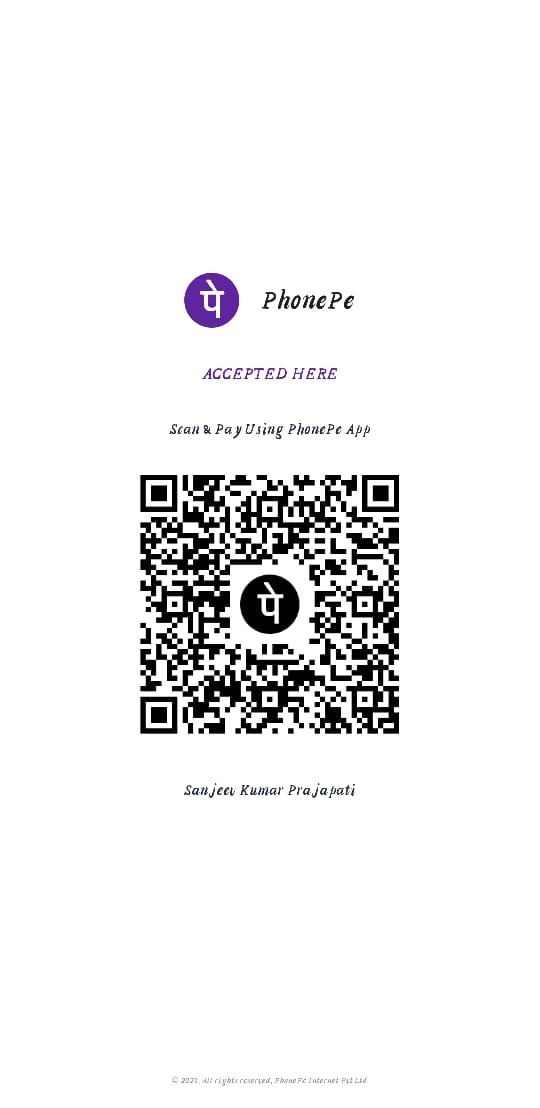 पे PhonePe
ACCEPTED HERE
Scan & Pay Using PhonePe App
पे
Sanjeev Kumar Prajapati
© 2021, All rights reserved, PhonePe Internet Pvt Ltd.